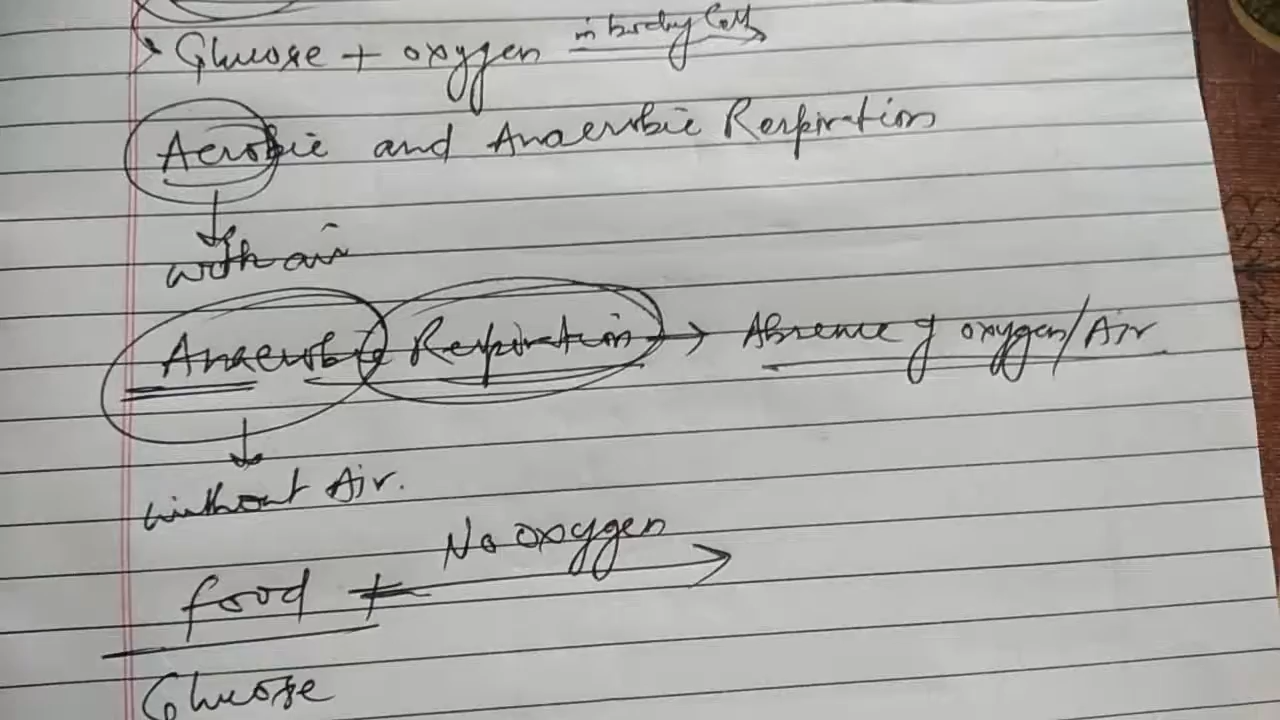 Glucose + oxygen in body cells →
Aerobic and Anaerobic Respiration
↓
with air
Anaerobic Respiration → Absence of oxygen/Air
↓
without Air.
No oxygen
food + →
Glucose